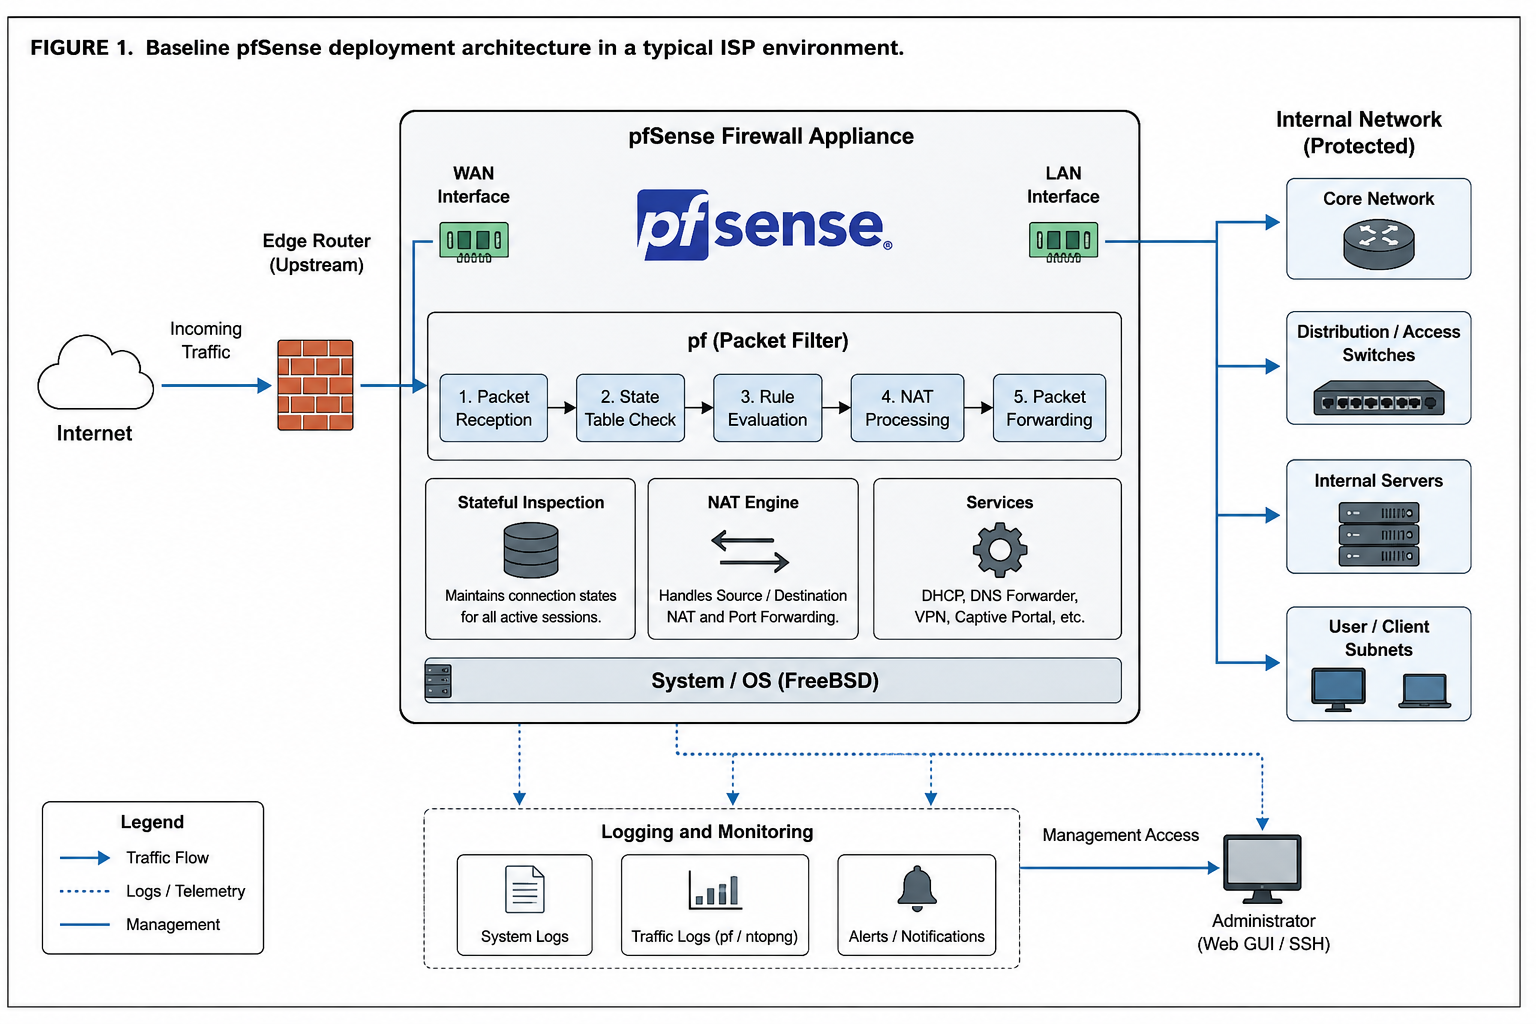 FIGURE 1. Baseline pfSense deployment architecture in a typical ISP environment.
pfSense Firewall Appliance
WAN
Interface
pfsense®
LAN
Interface
Internal Network
(Protected)
Core Network
Edge Router
(Upstream)
Incoming
Traffic
Internet
pf (Packet Filter)
1. Packet
Reception
2. State
Table Check
3. Rule
Evaluation
4. NAT
Processing
5. Packet
Forwarding
Distribution / Access
Switches
Stateful Inspection
Maintains connection states
for all active sessions.
NAT Engine
Handles Source / Destination
NAT and Port Forwarding.
Services
DHCP, DNS Forwarder,
VPN, Captive Portal, etc.
Internal Servers
User / Client
Subnets
System / OS (FreeBSD)
Legend
Traffic Flow
Logs / Telemetry
Management
Logging and Monitoring
System Logs
Traffic Logs (pf / ntopng)
Alerts / Notifications
Management Access
Administrator
(Web GUI / SSH)